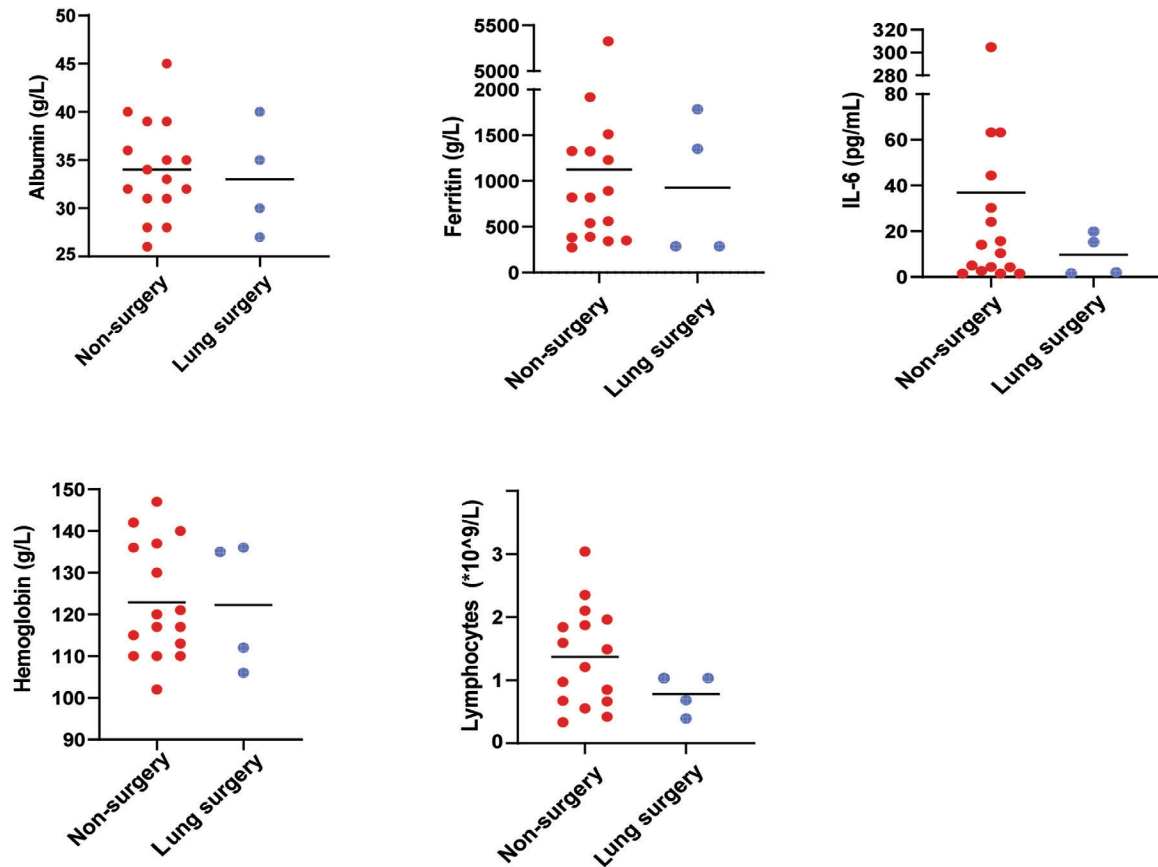 Albumin (g/L)
50
45
40
35
30
25
Non-surgery
Lung surgery
Ferritin (g/L)
5500
5000
2000
1500
1000
500
0
Non-surgery
Lung surgery
IL-6 (pg/mL)
320
300
280
80
60
40
20
0
Non-surgery
Lung surgery
Hemoglobin (g/L)
150
140
130
120
110
100
90
Non-surgery
Lung surgery
Lymphocytes (*10^9/L)
3
2
1
0
Non-surgery
Lung surgery